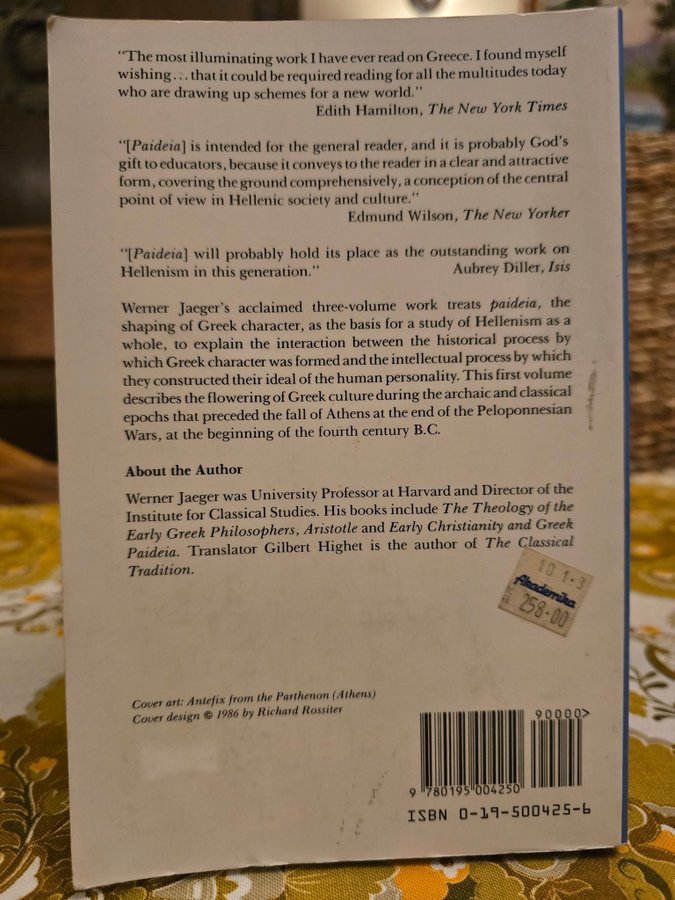 "The most illuminating work I have ever read on Greece. I found myself
wishing... that it could be required reading for all the multitudes today
who are drawing up schemes for a new world."
Edith Hamilton, The New York Times
"[Paideia] is intended for the general reader, and it is probably God's
gift to educators, because it conveys to the reader in a clear and attractive
form, covering the ground comprehensively, a conception of the central
point of view in Hellenic society and culture."
Edmund Wilson, The New Yorker
"[Paideia] will probably hold its place as the outstanding work on
Hellenism in this generation." Aubrey Diller, Isis
Werner Jaeger's acclaimed three-volume work treats paideia, the
shaping of Greek character, as the basis for a study of Hellenism as a
whole, to explain the interaction between the historical process by
which Greek character was formed and the intellectual process by which
they constructed their ideal of the human personality. This first volume
describes the flowering of Greek culture during the archaic and classical
epochs that preceded the fall of Athens at the end of the Peloponnesian
Wars, at the beginning of the fourth century B.C.
About the Author
Werner Jaeger was University Professor at Harvard and Director of the
Institute for Classical Studies. His books include The Theology of the
Early Greek Philosophers, Aristotle and Early Christianity and Greek
Paideia. Translator Gilbert Highet is the author of The Classical
Tradition.
10 1·3
Akademika
258·00
Cover art: Antefix from the Parthenon (Athens)
Cover design © 1986 by Richard Rossiter
90000>
9 780195 004250
ISBN 0-19-500425-6